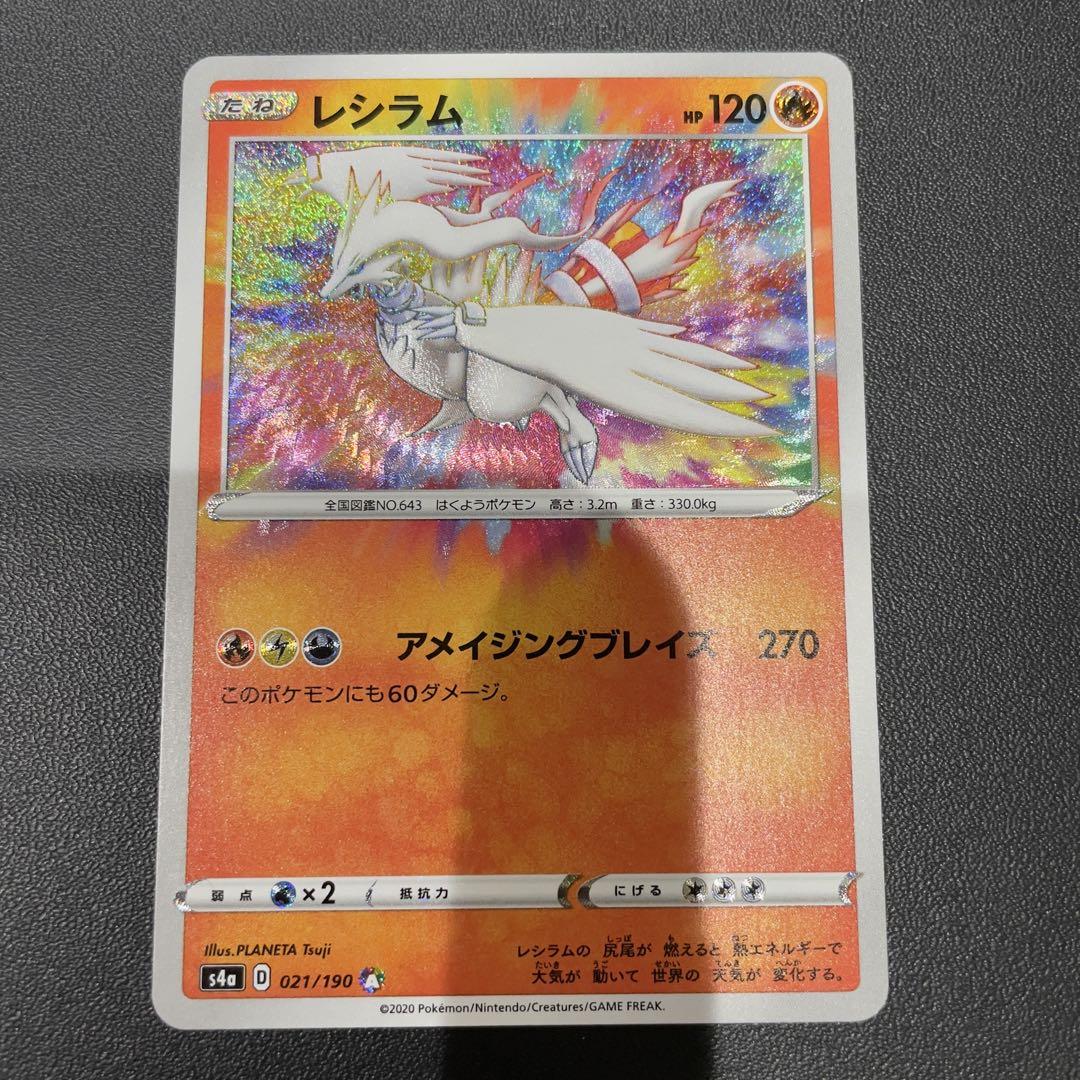 たね レシラム HP 120
全国図鑑NO.643 はくようポケモン 高さ:3.2m 重さ:330.0kg
アメイジングブレイズ 270
このポケモンにも60ダメージ。
弱点 ×2 抵抗力 にげる
Illus.PLANETA Tsuji
レシラムの 尻尾が 燃えると 熱エネルギーで
大気が 動いて 世界の 天気が 変化する。
s4a D 021/190 A
©2020 Pokémon/Nintendo/Creatures/GAME FREAK.